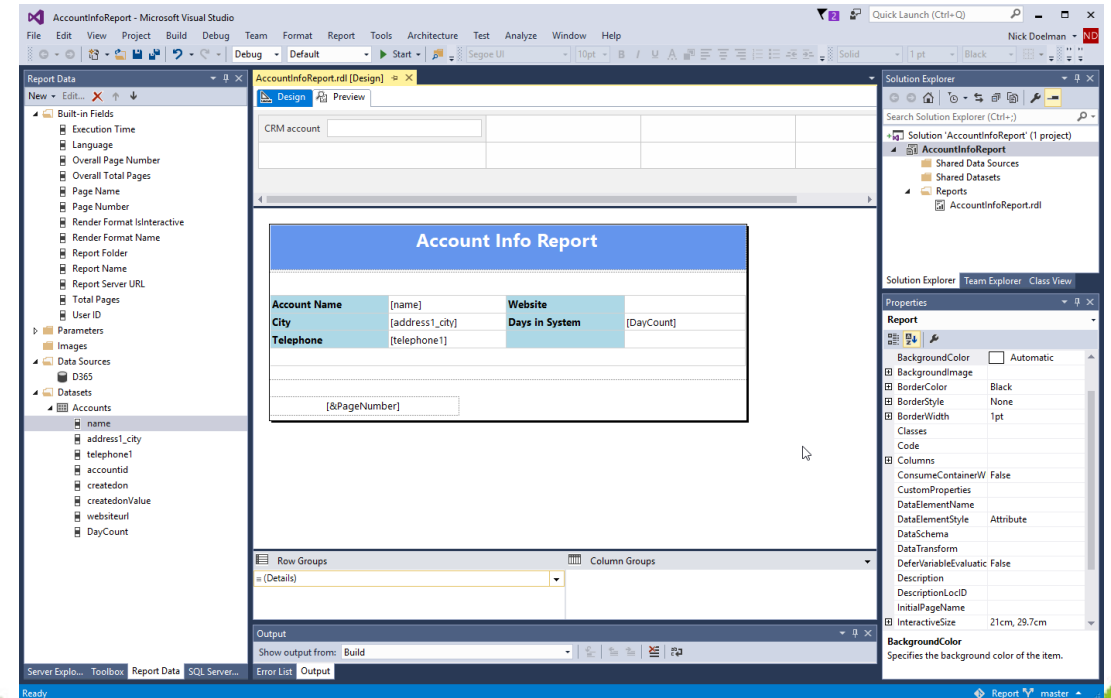 AccountInfoReport - Microsoft Visual Studio
2
Quick Launch (Ctrl+Q)
File Edit View Project Build Debug Team Format Report Tools Architecture Test Analyze Window Help
Nick Doelman ND
Debug Default Start Segoe UI 10pt B I U A Solid 1 pt Black
Report Data
New Edit...
Built-in Fields
Execution Time
Language
Overall Page Number
Overall Total Pages
Page Name
Page Number
Render Format IsInteractive
Render Format Name
Report Folder
Report Name
Report Server URL
Total Pages
User ID
Parameters
Images
Data Sources
D365
Datasets
Accounts
name
address1_city
telephone1
accountid
createdon
createdonValue
websiteurl
DayCount
Server Explo... Toolbox Report Data SQL Server...
AccountInfoReport.rdl [Design]
Design Preview
CRM account
Account Info Report
Account Name [name] Website
City [address1_city] Days in System [DayCount]
Telephone [telephone1]
[&PageNumber]
Row Groups Column Groups
(Details)
Output
Show output from: Build
Error List Output
Solution Explorer
Search Solution Explorer (Ctrl+;)
Solution 'AccountInfoReport' (1 project)
AccountInfoReport
Shared Data Sources
Shared Datasets
Reports
AccountInfoReport.rdl
Solution Explorer Team Explorer Class View
Properties
Report
BackgroundColor Automatic
BackgroundImage
BorderColor Black
BorderStyle None
BorderWidth 1pt
Classes
Code
Columns
ConsumeContainerW False
CustomProperties
DataElementName
DataElementStyle Attribute
DataSchema
DataTransform
DeferVariableEvaluatic False
Description
DescriptionLocID
InitialPageName
InteractiveSize 21cm, 29.7cm
BackgroundColor
Specifies the background color of the item.
Ready
Report master